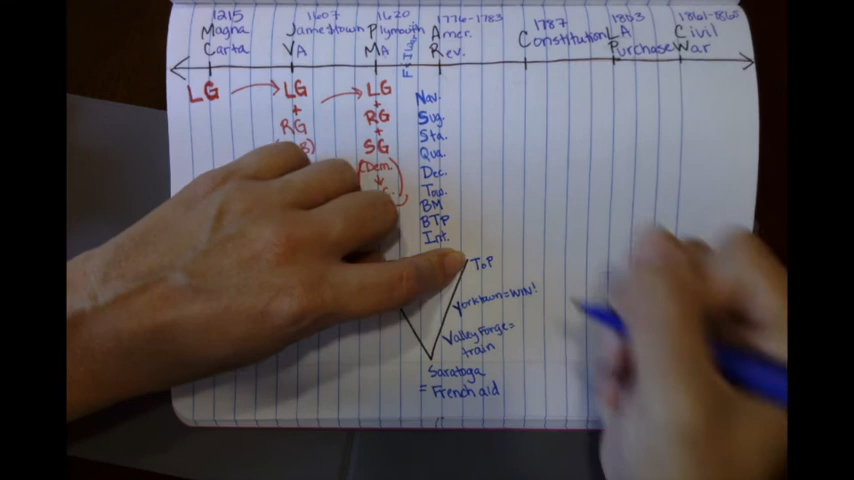 1215
Magna
Carta
1607
Jamestown
VA
1620
Plymouth
MA
1776-1783
Amer.
Rev.
1787
Constitution
1803
LA
Purchase
1861-1865
Civil
War
LG
LG
+
RG
LG
+
RG
+
SG
(Dem.
Nav.
Sug.
Sta.
Qua.
Dec.
Tow.
BM
BTP
Int.
ToP
Yorktown=WIN!
Valley Forge=
train
Saratoga
= French aid